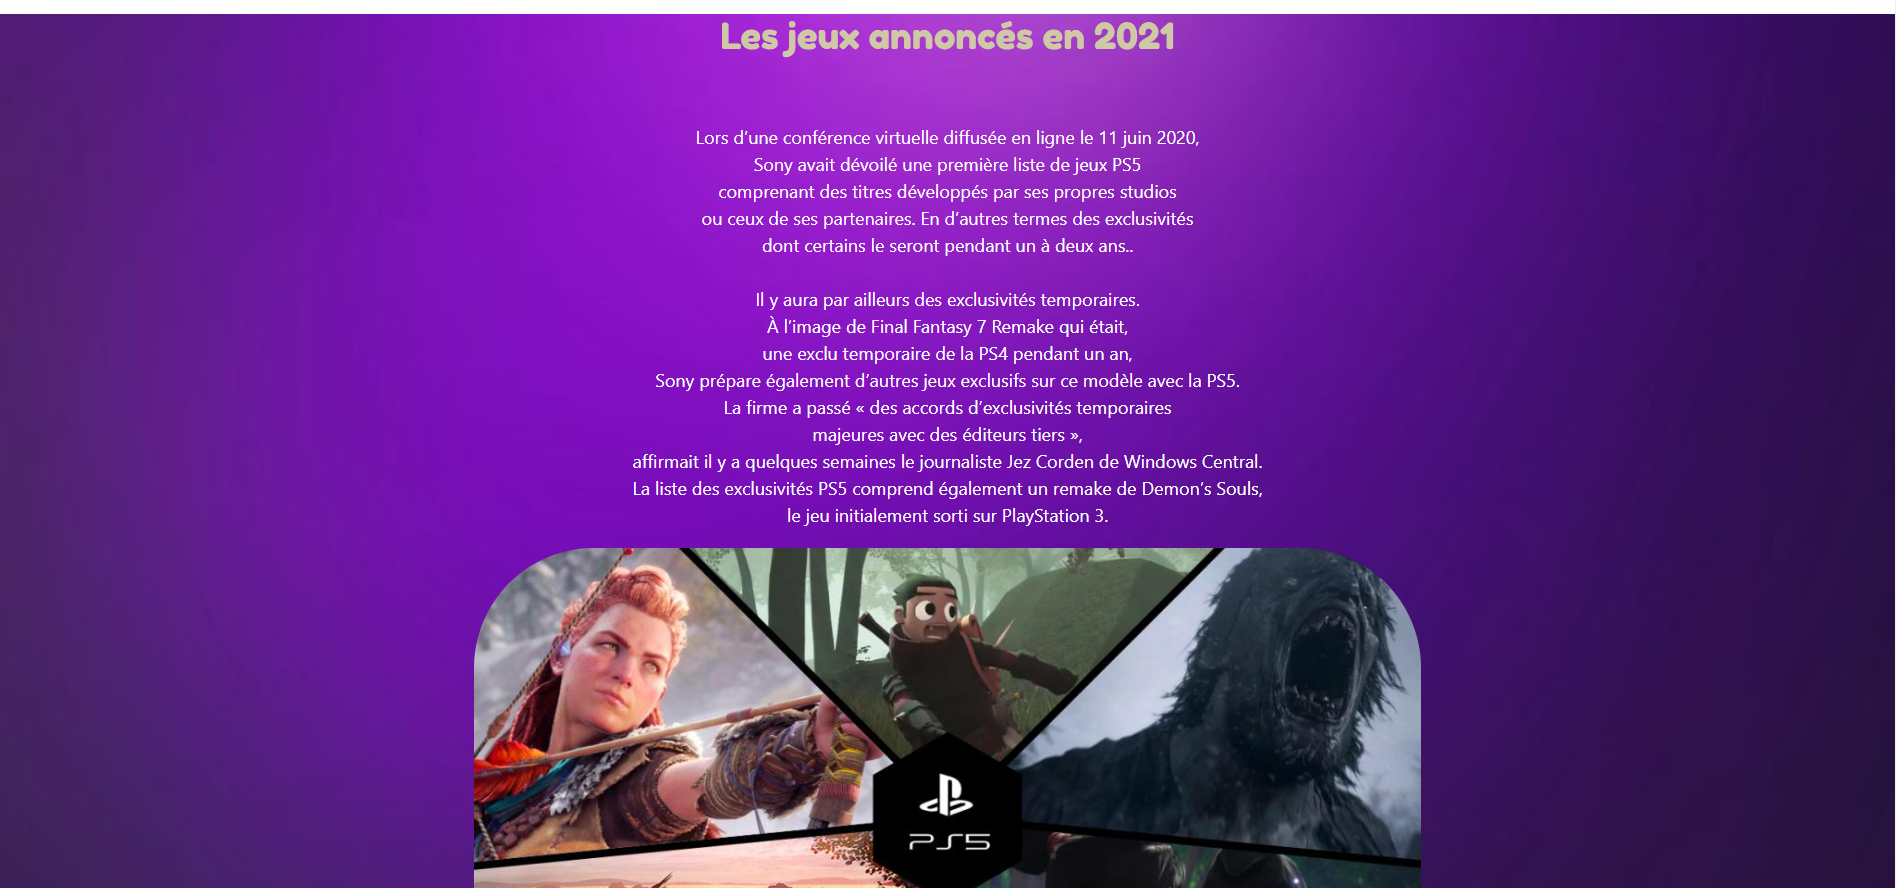 Les jeux annoncés en 2021
Lors d’une conférence virtuelle diffusée en ligne le 11 juin 2020,
Sony avait dévoilé une première liste de jeux PS5
comprenant des titres développés par ses propres studios
ou ceux de ses partenaires. En d’autres termes des exclusivités
dont certains le seront pendant un à deux ans..
Il y aura par ailleurs des exclusivités temporaires.
À l’image de Final Fantasy 7 Remake qui était,
une exclu temporaire de la PS4 pendant un an,
Sony prépare également d’autres jeux exclusifs sur ce modèle avec la PS5.
La firme a passé « des accords d’exclusivités temporaires
majeures avec des éditeurs tiers »,
affirmait il y a quelques semaines le journaliste Jez Corden de Windows Central.
La liste des exclusivités PS5 comprend également un remake de Demon’s Souls,
le jeu initialement sorti sur PlayStation 3.
PS5